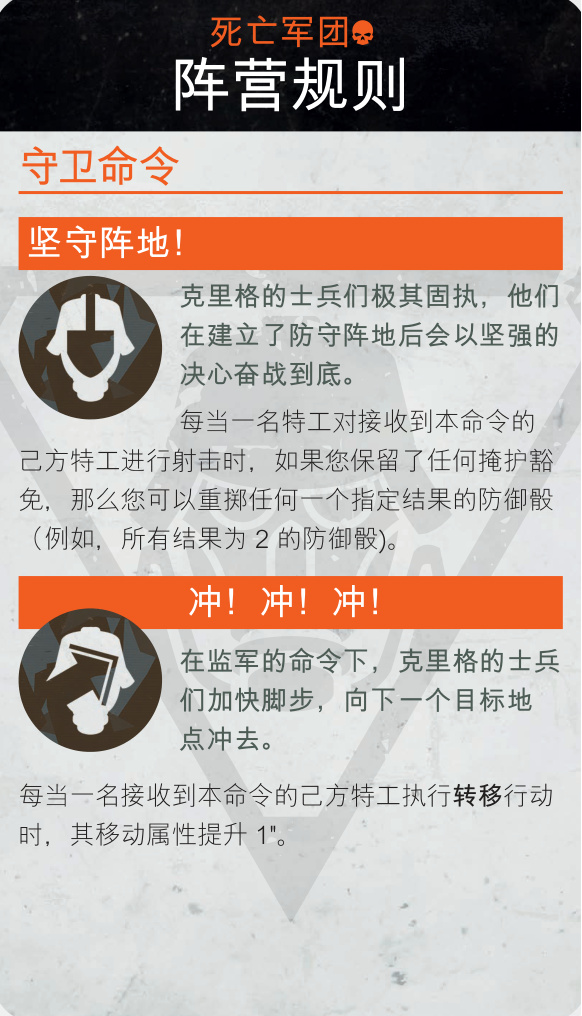 死亡军团
阵营规则
守卫命令
坚守阵地！
克里格的士兵们极其固执，他们
在建立了防守阵地后会以坚强的
决心奋战到底。
每当一名特工对接收到本命令的
己方特工进行射击时，如果您保留了任何掩护豁
免，那么您可以重掷任何一个指定结果的防御骰
（例如，所有结果为 2 的防御骰)。
冲！冲！冲！
在监军的命令下，克里格的士兵
们加快脚步，向下一个目标地
点冲去。
每当一名接收到本命令的己方特工执行转移行动
时，其移动属性提升 1"。